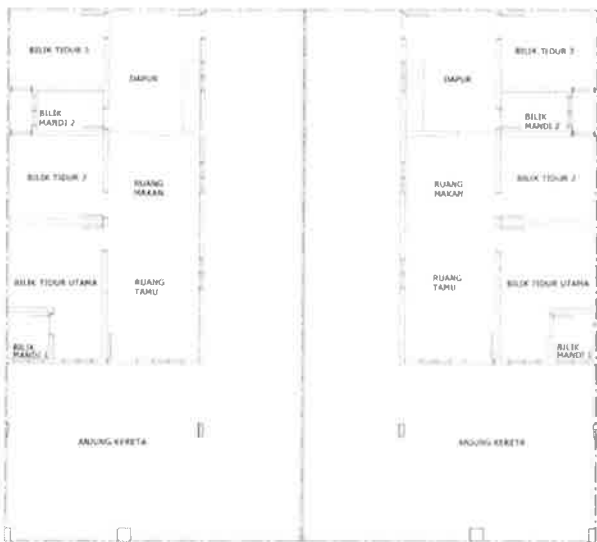 BILIK TIDUR 3
DAPUR
BILIK
MANDI 2
BILIK TIDUR 2
RUANG
MAKAN
BILIK TIDUR UTAMA
RUANG
TAMU
BILIK
MANDI 1
ANJUNG KERETA
BILIK TIDUR 3
DAPUR
BILIK
MANDI 2
BILIK TIDUR 2
RUANG
MAKAN
BILIK TIDUR UTAMA
RUANG
TAMU
BILIK
MANDI 1
ANJUNG KERETA